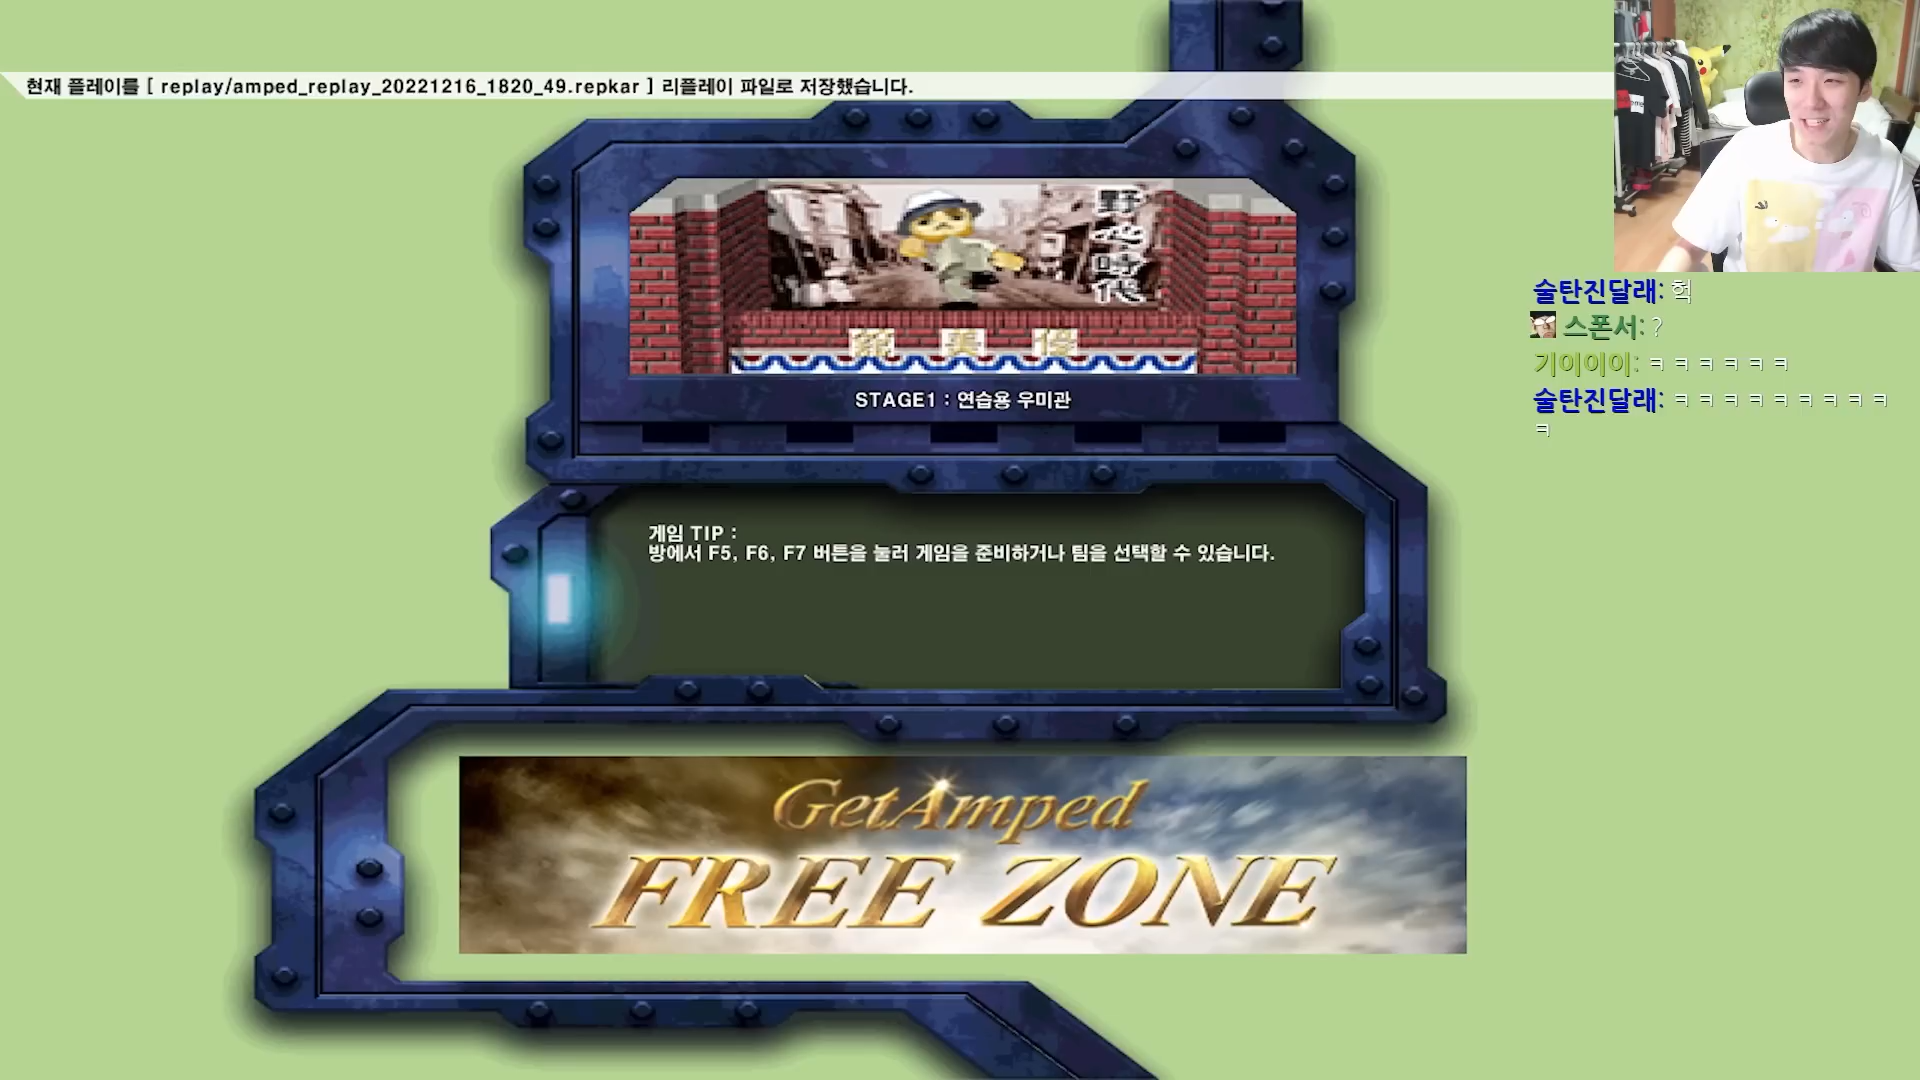 현재 플레이를 [ replay/amped_replay_20221216_1820_49.repkar ] 리플레이 파일로 저장했습니다.
野
心
時
代
STAGE1 : 연습용 우미관
게임 TIP :
방에서 F5, F6, F7 버튼을 눌러 게임을 준비하거나 팀을 선택할 수 있습니다.
GetAmped
FREE ZONE
술탄진달래: 헉
스폰서: ?
기이이이: ㅋㅋㅋㅋㅋㅋ
술탄진달래: ㅋㅋㅋㅋㅋㅋㅋㅋㅋ
ㅋ